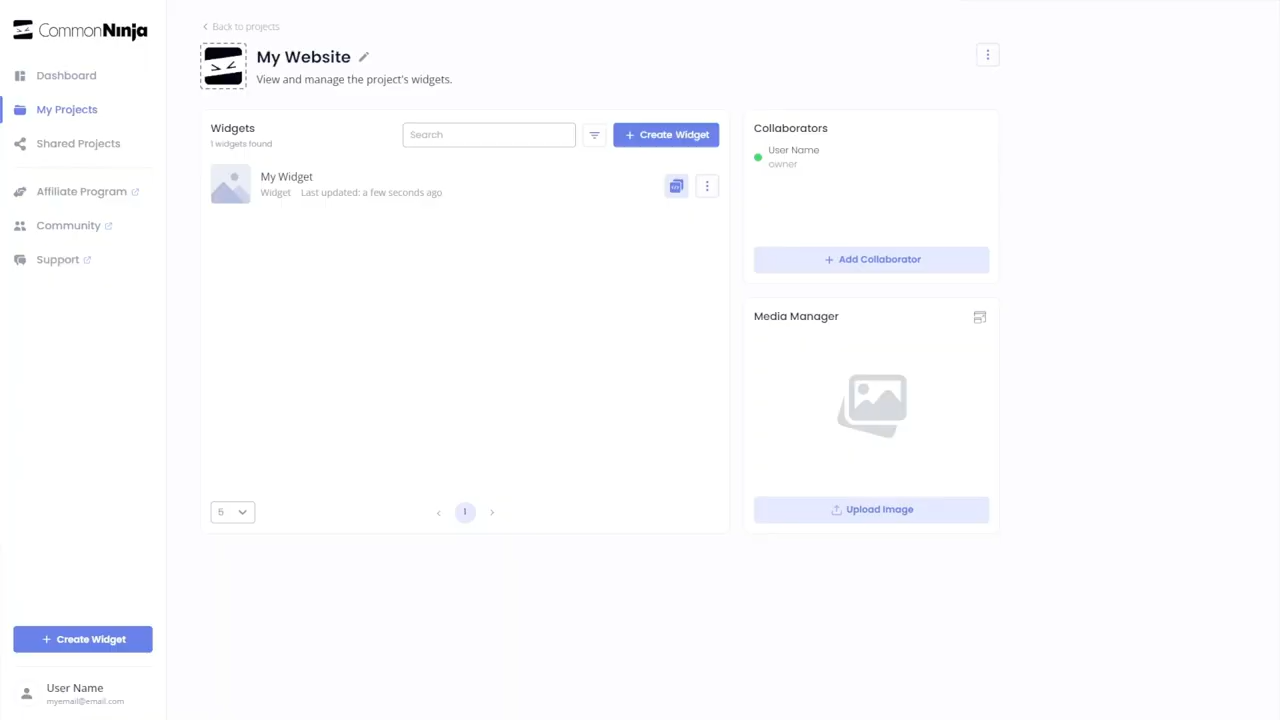 CommonNinja
Dashboard
My Projects
Shared Projects
Affiliate Program
Community
Support
+ Create Widget
User Name
myemail@email.com
Back to projects
My Website
View and manage the project's widgets.
Widgets
1 widgets found
Search
+ Create Widget
My Widget
Widget Last updated: a few seconds ago
5
1
Collaborators
User Name
owner
+ Add Collaborator
Media Manager
Upload Image